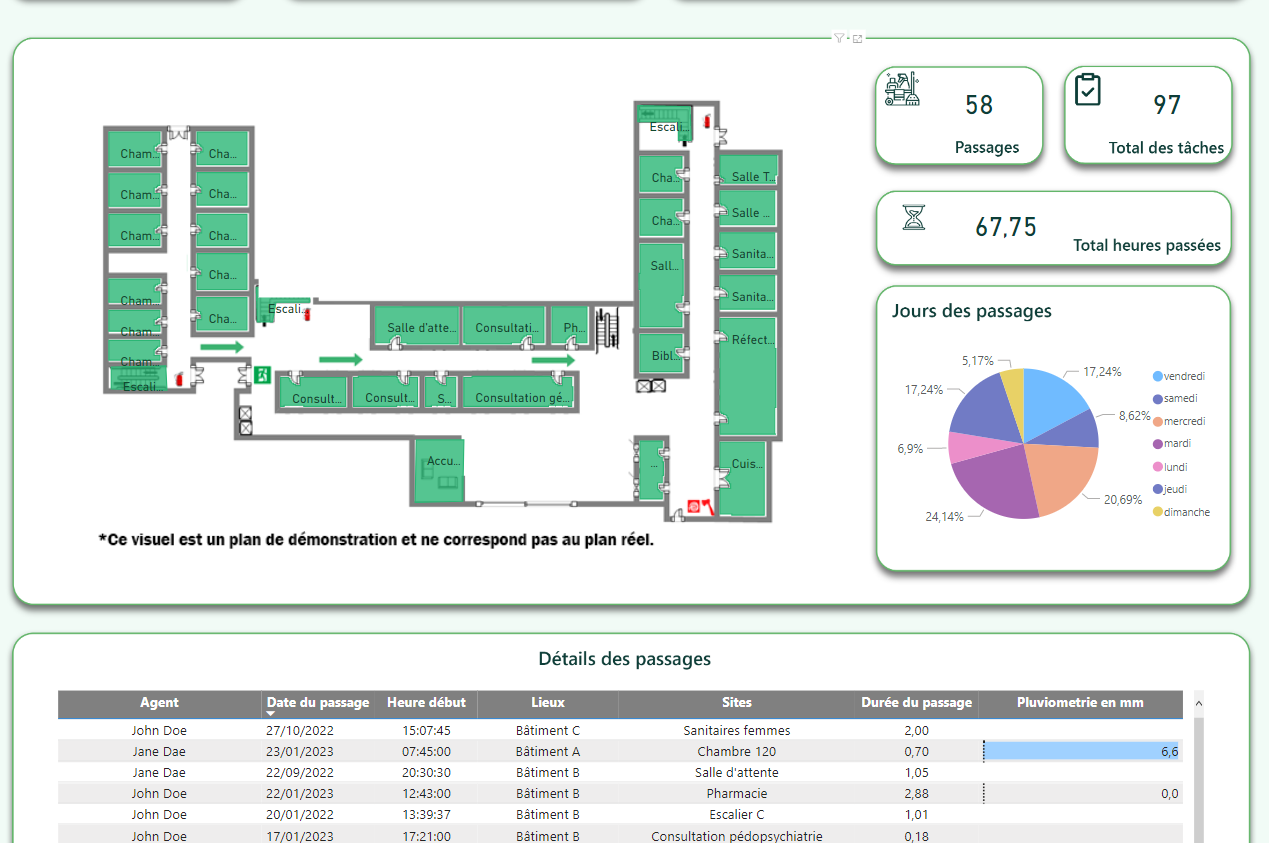 58
Passages
97
Total des tâches
67,75
Total heures passées
Escali...
Cham...
Cha...
Cha...
Salle T...
Cham...
Cha...
Cha...
Salle ...
Cham...
Cha...
Sall...
Sanita...
Cha...
Cham...
Sanita...
Cha...
Escali...
Cham...
Salle d'atte...
Consultati...
Ph...
Bibl...
Réfect...
Cham...
Escali...
Consult...
Consult...
S...
Consultation gé...
Accu...
...
Cuis...
*Ce visuel est un plan de démonstration et ne correspond pas au plan réel.
Jours des passages
5,17%
17,24%
17,24%
8,62%
6,9%
20,69%
24,14%
vendredi
samedi
mercredi
mardi
lundi
jeudi
dimanche
Détails des passages
Agent Date du passage Heure début Lieux Sites Durée du passage Pluviometrie en mm
John Doe 27/10/2022 15:07:45 Bâtiment C Sanitaires femmes 2,00
Jane Dae 23/01/2023 07:45:00 Bâtiment A Chambre 120 0,70 6,6
Jane Dae 22/09/2022 20:30:30 Bâtiment B Salle d'attente 1,05
John Doe 22/01/2023 12:43:00 Bâtiment B Pharmacie 2,88 0,0
John Doe 20/01/2022 13:39:37 Bâtiment B Escalier C 1,01
John Doe 17/01/2023 17:21:00 Bâtiment B Consultation pédopsychiatrie 0,18